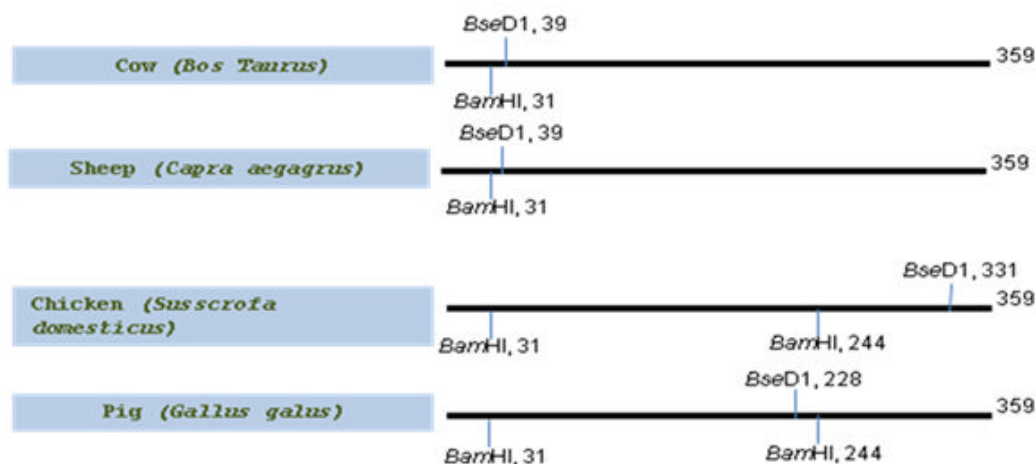 BseD1, 39
Cow (Bos Taurus)
359
BamHI, 31
BseD1, 39
Sheep (Capra aegagrus)
359
BamHI, 31
BseD1, 331
Chicken (Susscrofa
domesticus)
359
BamHI, 31
BamHI, 244
BseD1, 228
Pig (Gallus galus)
359
BamHI, 31
BamHI, 244